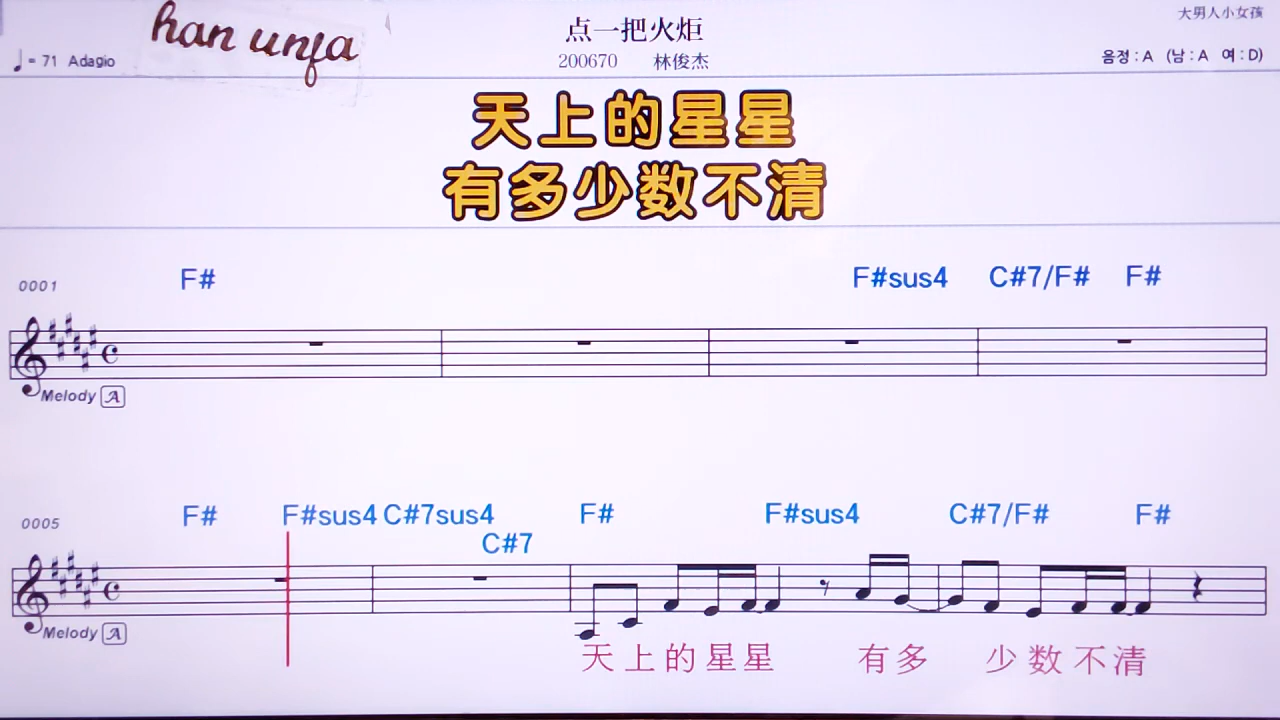 han unfa
点一把火炬
大男人小女孩
♩= 71 Adagio
200670 林俊杰
음정 : A (남 : A 여 : D)
天上的星星
有多少数不清
0001 F# F#sus4 C#7/F# F#
Melody A
0005 F# F#sus4 C#7sus4 F# F#sus4 C#7/F# F#
C#7
Melody A
天上的星星 有多 少数不清